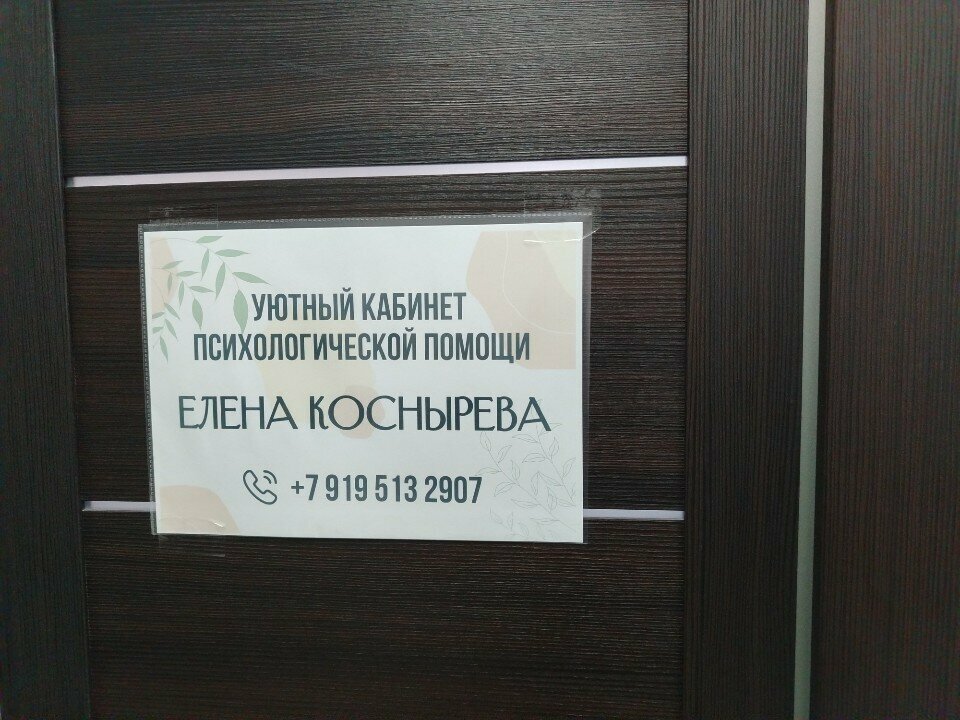 УЮТНЫЙ КАБИНЕТ
ПСИХОЛОГИЧЕСКОЙ ПОМОЩИ
ЕЛЕНА КОСНЫРЕВА
+7 919 513 2907